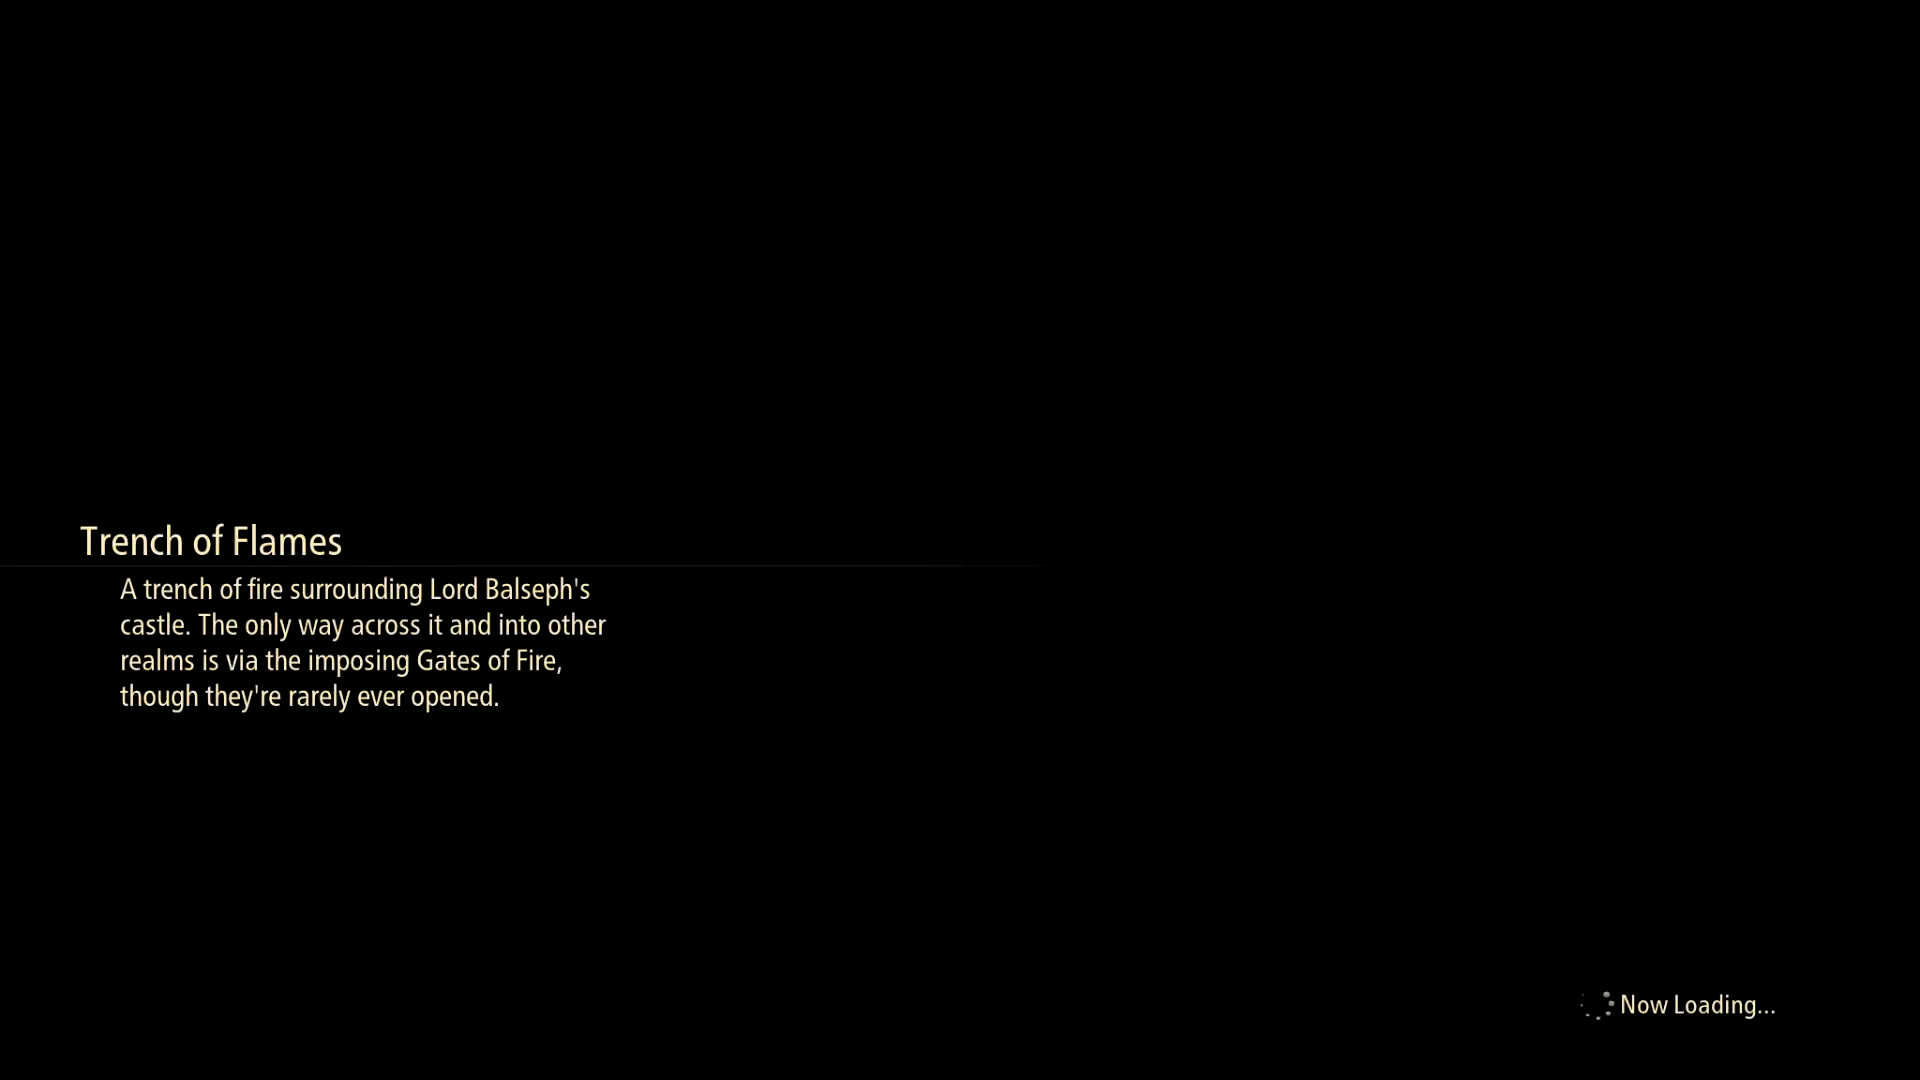 Trench of Flames
A trench of fire surrounding Lord Balseph's
castle. The only way across it and into other
realms is via the imposing Gates of Fire,
though they're rarely ever opened.
Now Loading...